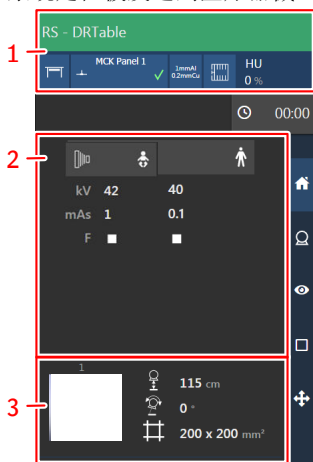 RS - DRTable
1
MCK Panel 1
1mmAl
0.2mmCu
HU
0 %
00:00
2
kV 42 40
mAs 1 0.1
F
3
1
115 cm
0 °
200 x 200 mm²